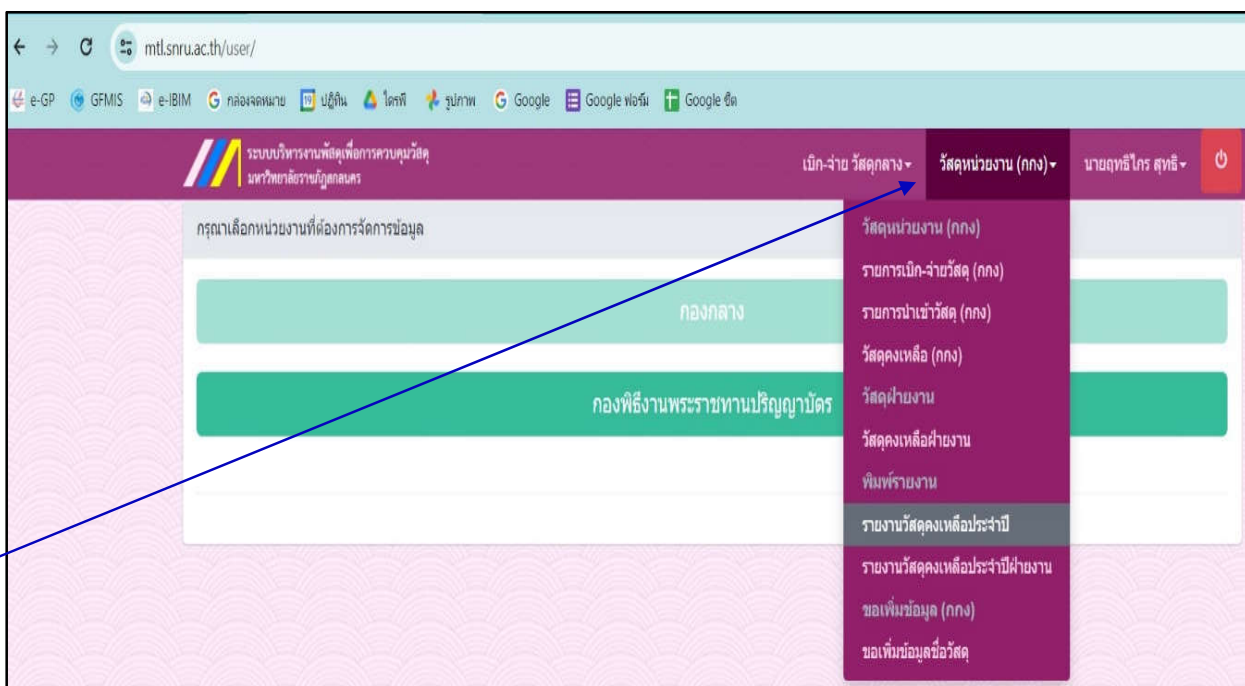 mtl.snru.ac.th/user/
e-GP GFMIS e-IBIM กล่องจดหมาย ปฏิทิน ไดรฟ์ รูปภาพ Google Google ฟอร์ม Google ชีต
ระบบบริหารงานพัสดุเพื่อการควบคุมวัสดุ
มหาวิทยาลัยราชภัฏสกลนคร
เบิก-จ่าย วัสดุกลาง วัสดุหน่วยงาน (กกง) นายฤทธิไกร สุทธิ
กรุณาเลือกหน่วยงานที่ต้องการจัดการข้อมูล
กองกลาง
กองพิธีงานพระราชทานปริญญาบัตร
วัสดุหน่วยงาน (กกง)
รายการเบิก-จ่ายวัสดุ (กกง)
รายการนำเข้าวัสดุ (กกง)
วัสดุคงเหลือ (กกง)
วัสดุฝ่ายงาน
วัสดุคงเหลือฝ่ายงาน
พิมพ์รายงาน
รายงานวัสดุคงเหลือประจำปี
รายงานวัสดุคงเหลือประจำปีฝ่ายงาน
ขอเพิ่มข้อมูล (กกง)
ขอเพิ่มข้อมูลชื่อวัสดุ